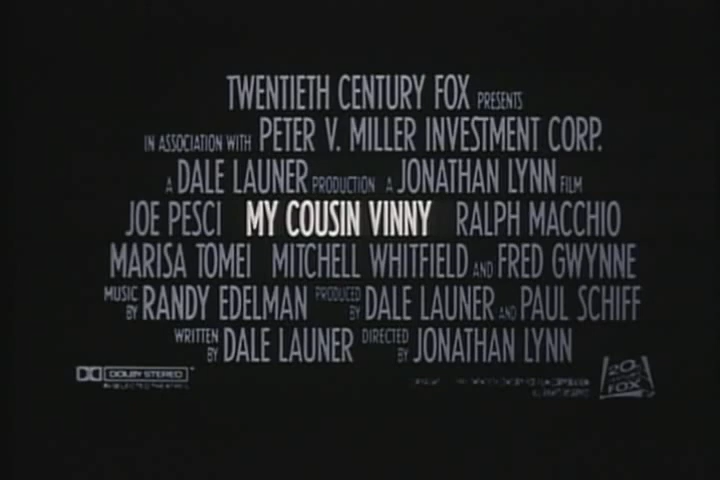 TWENTIETH CENTURY FOX PRESENTS
IN ASSOCIATION WITH PETER V. MILLER INVESTMENT CORP.
A DALE LAUNER PRODUCTION A JONATHAN LYNN FILM
JOE PESCI MY COUSIN VINNY RALPH MACCHIO
MARISA TOMEI MITCHELL WHITFIELD AND FRED GWYNNE
MUSIC BY RANDY EDELMAN PRODUCED BY DALE LAUNER AND PAUL SCHIFF
WRITTEN BY DALE LAUNER DIRECTED BY JONATHAN LYNN
DOLBY STEREO
20th
FOX